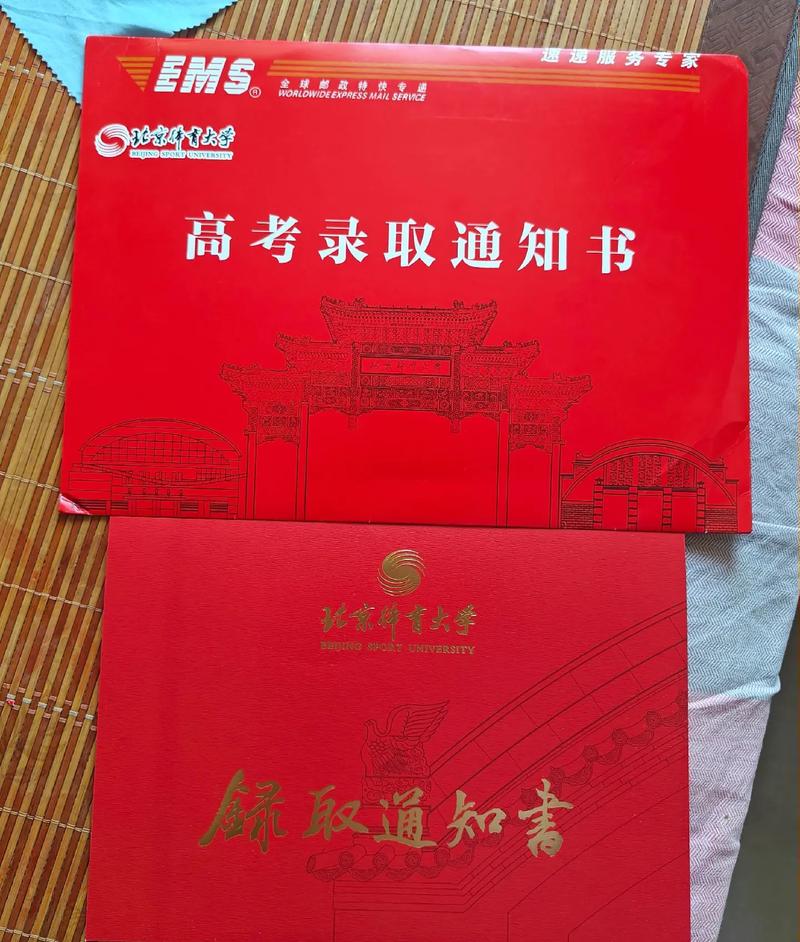 EMS®
速递服务专家
全球邮政特快专递
WORLDWIDE EXPRESS MAIL SERVICE
北京体育大学
BEIJING SPORT UNIVERSITY
高考录取通知书
北京体育大学
BEIJING SPORT UNIVERSITY
録取通知書